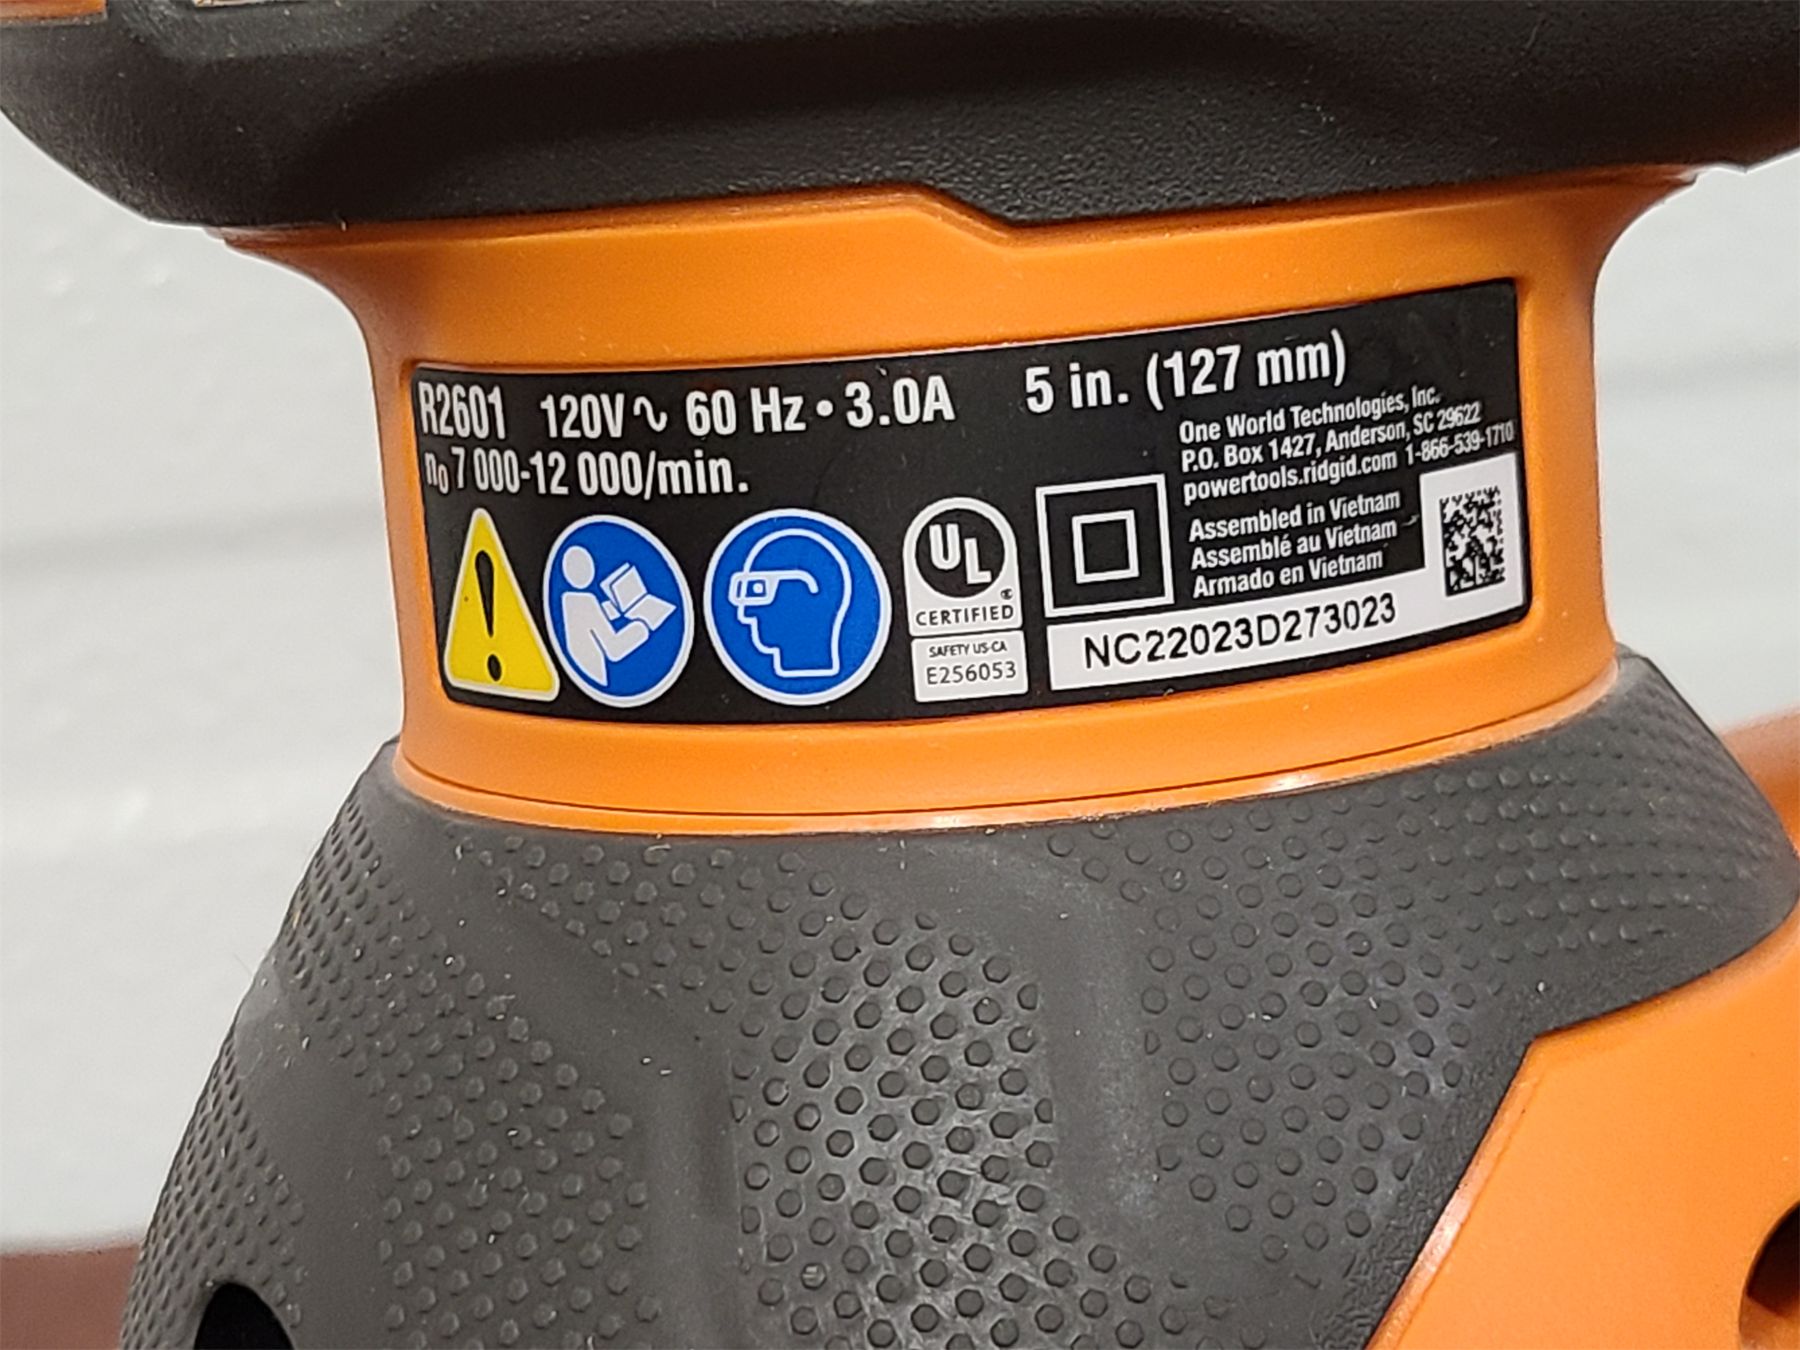 R2601 120V∿ 60 Hz • 3.0A 5 in. (127 mm)
n₀ 7 000-12 000/min.
One World Technologies, Inc.
P.O. Box 1427, Anderson, SC 29622
powertools.ridgid.com 1-866-539-1710
Assembled in Vietnam
Assemblé au Vietnam
Armado en Vietnam
UL
CERTIFIED
SAFETY US-CA
E256053
NC22023D273023